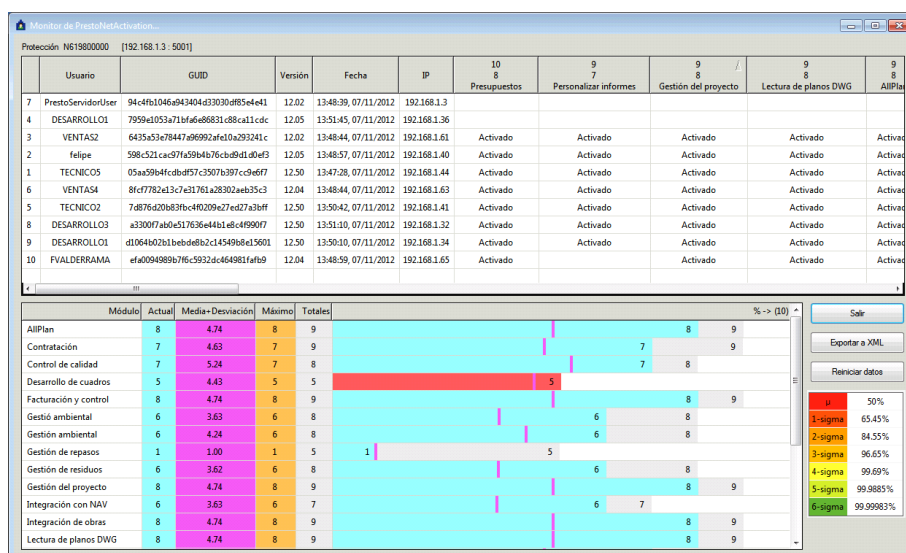 Monitor de PrestoNetActivation...
Protección N619800000 [192.168.1.3 : 5001]
Usuario GUID Versión Fecha IP 10 8 Presupuestos 9 7 Personalizar informes 9 8 Gestión del proyecto 9 8 Lectura de planos DWG 9 8 AllPla
7 PrestoServidorUser 94c4fb1046a943404d33030df85e4e41 12.02 13:48:39, 07/11/2012 192.168.1.3
4 DESARROLLO1 7959e1053a71bfa6e86831c88ca11cdc 12.05 13:51:45, 07/11/2012 192.168.1.36
3 VENTAS2 6435a53e78447a96992afe10a293241c 12.02 13:48:44, 07/11/2012 192.168.1.61 Activado Activado Activado Activado Activad
2 felipe 598c521cac97fa59b4b76cbd9d1d0ef3 12.05 13:48:57, 07/11/2012 192.168.1.40 Activado Activado Activado Activado Activad
1 TECNICO5 05aa59b4fcdbdf57c3507b397cc9e6f7 12.50 13:47:28, 07/11/2012 192.168.1.44 Activado Activado Activado Activado Activad
6 VENTAS4 8fcf7782e13c7e31761a28302aeb35c3 12.04 13:48:44, 07/11/2012 192.168.1.63 Activado Activado Activado Activado Activad
5 TECNICO2 7d876d20b83fbc4f0209e27ed27a3bff 12.50 13:50:42, 07/11/2012 192.168.1.41 Activado Activado Activado Activado Activad
8 DESARROLLO3 a3300f7ab0e517636e44b1e8c4f990f7 12.50 13:51:10, 07/11/2012 192.168.1.32 Activado Activado Activado Activado Activad
9 DESARROLLO1 d1064b02b1bebde8b2c14549b8e15601 12.50 13:50:10, 07/11/2012 192.168.1.34 Activado Activado Activado Activado Activad
10 FVALDERRAMA efa0094989b7f6c5932dc464981fafb9 12.04 13:48:59, 07/11/2012 192.168.1.65 Activado Activado Activado Activad
Módulo Actual Media+Desviación Máximo Totales % -> (10)
AllPlan 8 4.74 8 9 8 9
Contratación 7 4.63 7 9 7 9
Control de calidad 7 5.24 7 8 7 8
Desarrollo de cuadros 5 4.43 5 5 5
Facturación y control 8 4.74 8 9 8 9
Gestió ambiental 6 3.63 6 8 6 8
Gestión ambiental 6 4.24 6 8 6 8
Gestión de repasos 1 1.00 1 5 1 5
Gestión de residuos 6 3.62 6 8 6 8
Gestión del proyecto 8 4.74 8 9 8 9
Integración con NAV 6 3.63 6 7 6 7
Integración de obras 8 4.74 8 9 8 9
Lectura de planos DWG 8 4.74 8 9 8 9
Salir
Exportar a XML
Reiniciar datos
μ 50%
1-sigma 65.45%
2-sigma 84.55%
3-sigma 96.65%
4-sigma 99.69%
5-sigma 99.9885%
6-sigma 99.99983%